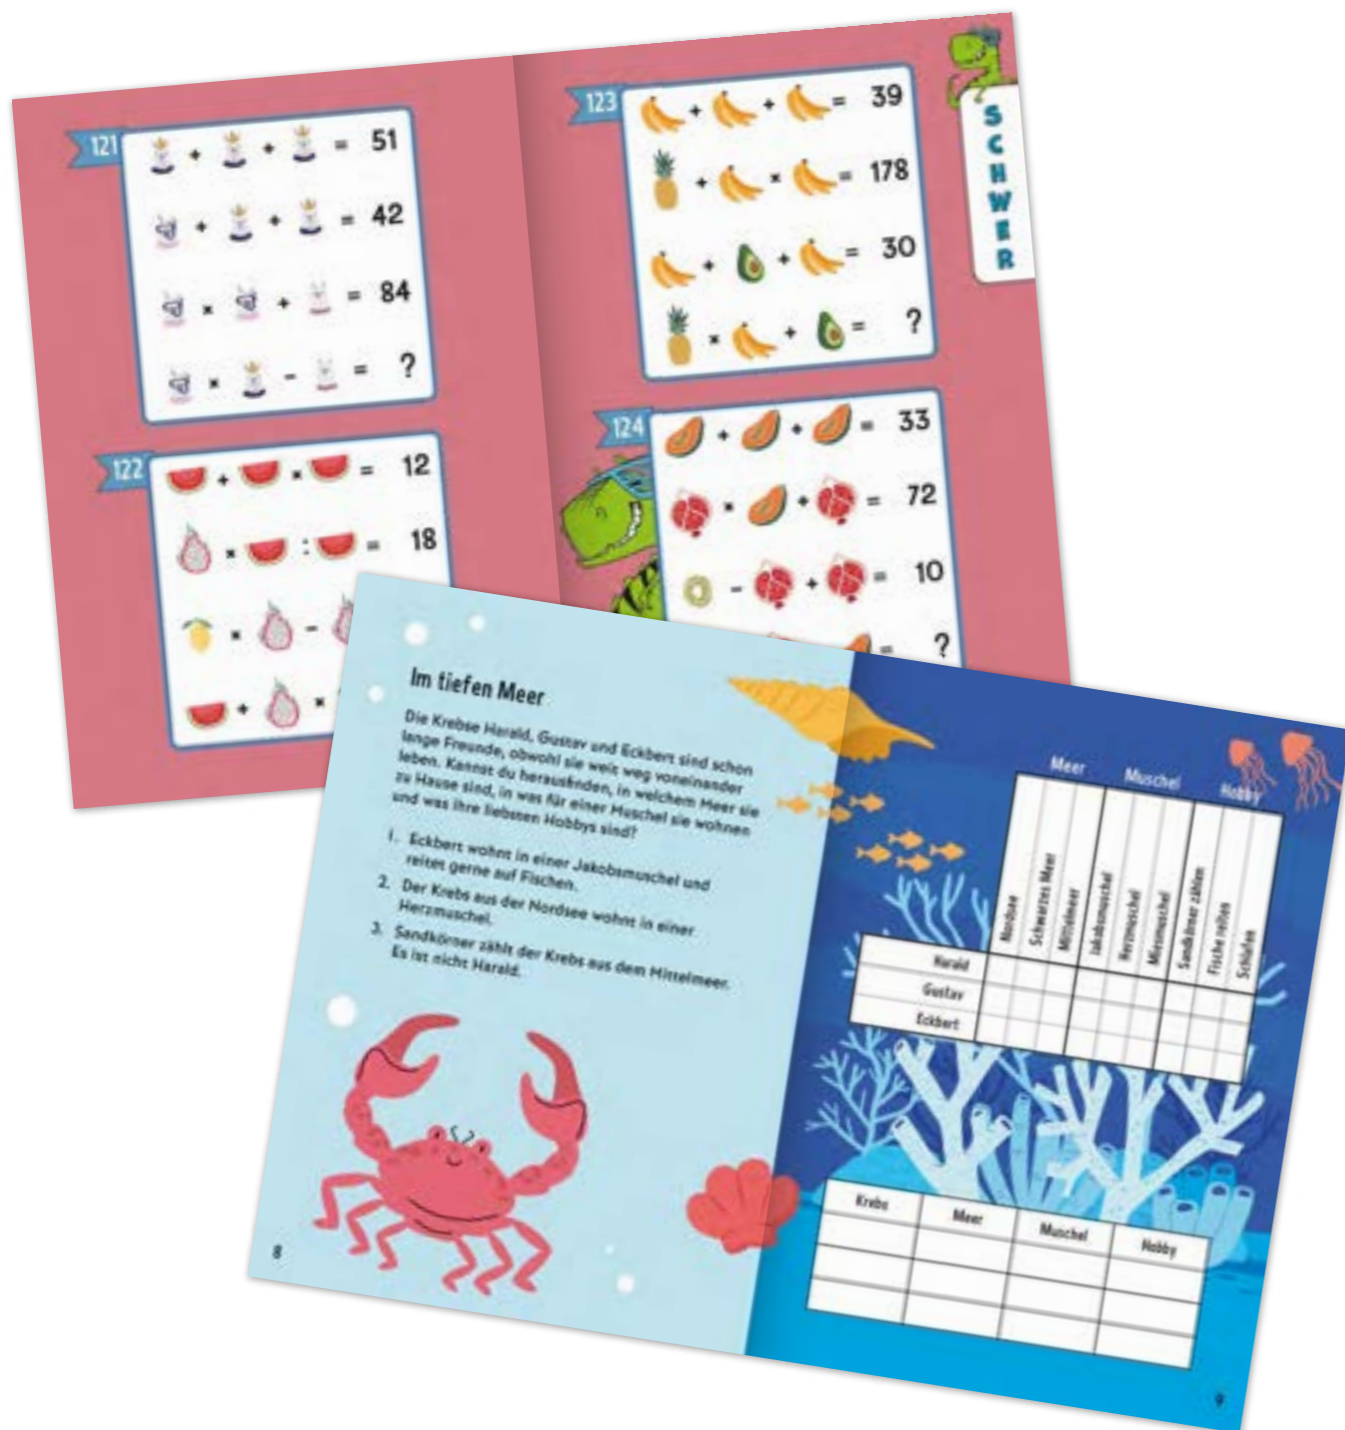 121
+ + = 51
+ + = 42
× + = 84
× - = ?
122
+ × = 12
× : = 18
× -
+ ×
123
+ + = 39
+ × = 178
+ + = 30
× + = ?
124
+ + = 33
× + = 72
- + = 10
= ?
SCHWER
Im tiefen Meer
Die Krebse Harald, Gustav und Eckbert sind schon
lange Freunde, obwohl sie weit weg voneinander
leben. Kannst du herausfinden, in welchem Meer sie
zu Hause sind, in was für einer Muschel sie wohnen
und was ihre liebsten Hobbys sind?
1. Eckbert wohnt in einer Jakobsmuschel und
reitet gerne auf Fischen.
2. Der Krebs aus der Nordsee wohnt in einer
Herzmuschel.
3. Sandkörner zählt der Krebs aus dem Mittelmeer.
Es ist nicht Harald.
8
Meer Muschel Hobby
Nordsee
Schwarzes Meer
Mittelmeer
Jakobsmuschel
Herzmuschel
Miesmuschel
Sandkörner zählen
Fische reiten
Schlafen
Harald
Gustav
Eckbert
Krebs Meer Muschel Hobby
9